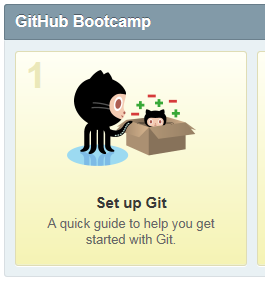 GitHub Bootcamp
1
Set up Git
A quick guide to help you get
started with Git.